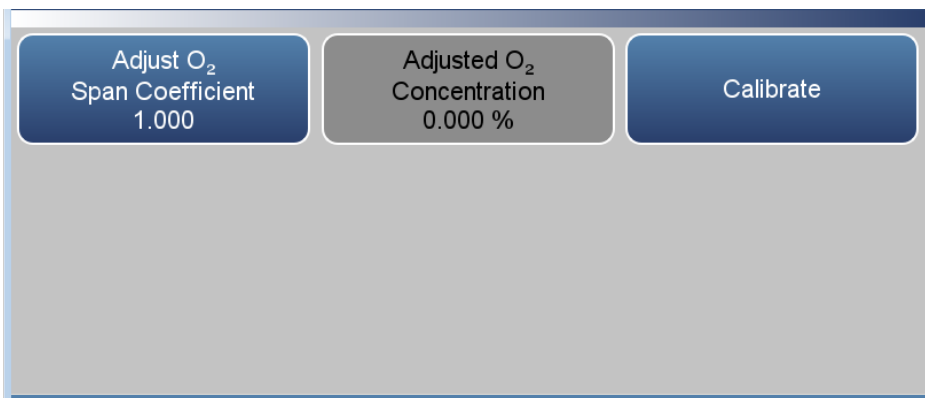 Adjust O₂
Span Coefficient
1.000
Adjusted O₂
Concentration
0.000 %
Calibrate